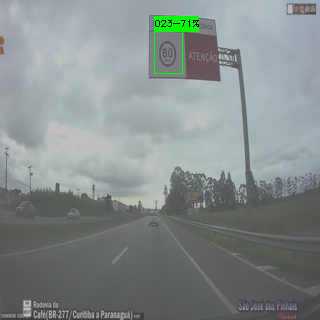 023-71%
80
ATENÇÃO
Rodovia do
Café(BR-277/Curitiba a Paranaguá)
São José dos Pinhais